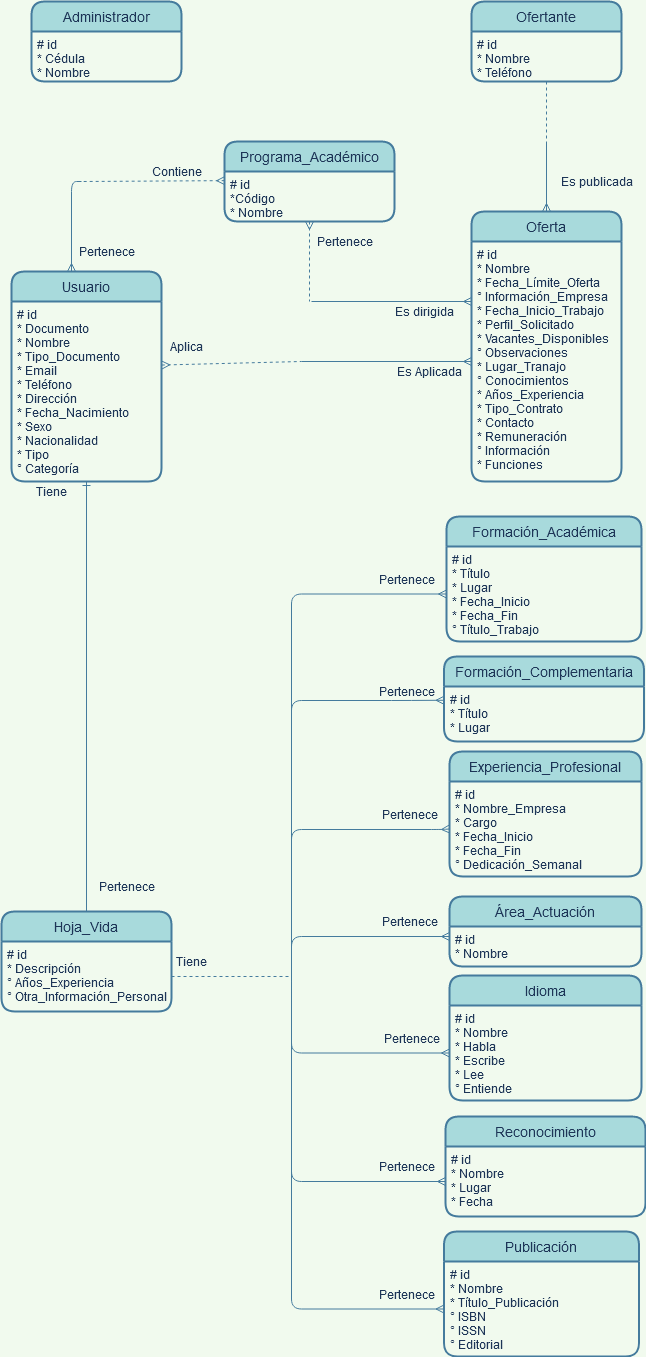 Administrador
# id
* Cédula
* Nombre
Ofertante
# id
* Nombre
* Teléfono
Es publicada
Programa_Académico
# id
*Código
* Nombre
Contiene
Pertenece
Pertenece
Es dirigida
Usuario
# id
* Documento
* Nombre
* Tipo_Documento
* Email
* Teléfono
* Dirección
* Fecha_Nacimiento
* Sexo
* Nacionalidad
* Tipo
° Categoría
Aplica
Es Aplicada
Oferta
# id
* Nombre
* Fecha_Límite_Oferta
° Información_Empresa
* Fecha_Inicio_Trabajo
* Perfil_Solicitado
* Vacantes_Disponibles
° Observaciones
* Lugar_Tranajo
° Conocimientos
* Años_Experiencia
* Tipo_Contrato
* Contacto
* Remuneración
° Información
* Funciones
Tiene
Pertenece
Hoja_Vida
# id
* Descripción
° Años_Experiencia
° Otra_Información_Personal
Tiene
Pertenece
Formación_Académica
# id
* Título
* Lugar
* Fecha_Inicio
* Fecha_Fin
° Título_Trabajo
Pertenece
Formación_Complementaria
# id
* Título
* Lugar
Pertenece
Experiencia_Profesional
# id
* Nombre_Empresa
* Cargo
* Fecha_Inicio
* Fecha_Fin
° Dedicación_Semanal
Pertenece
Área_Actuación
# id
* Nombre
Pertenece
Idioma
# id
* Nombre
* Habla
* Escribe
* Lee
° Entiende
Pertenece
Reconocimiento
# id
* Nombre
* Lugar
* Fecha
Pertenece
Publicación
# id
* Nombre
* Título_Publicación
° ISBN
° ISSN
° Editorial